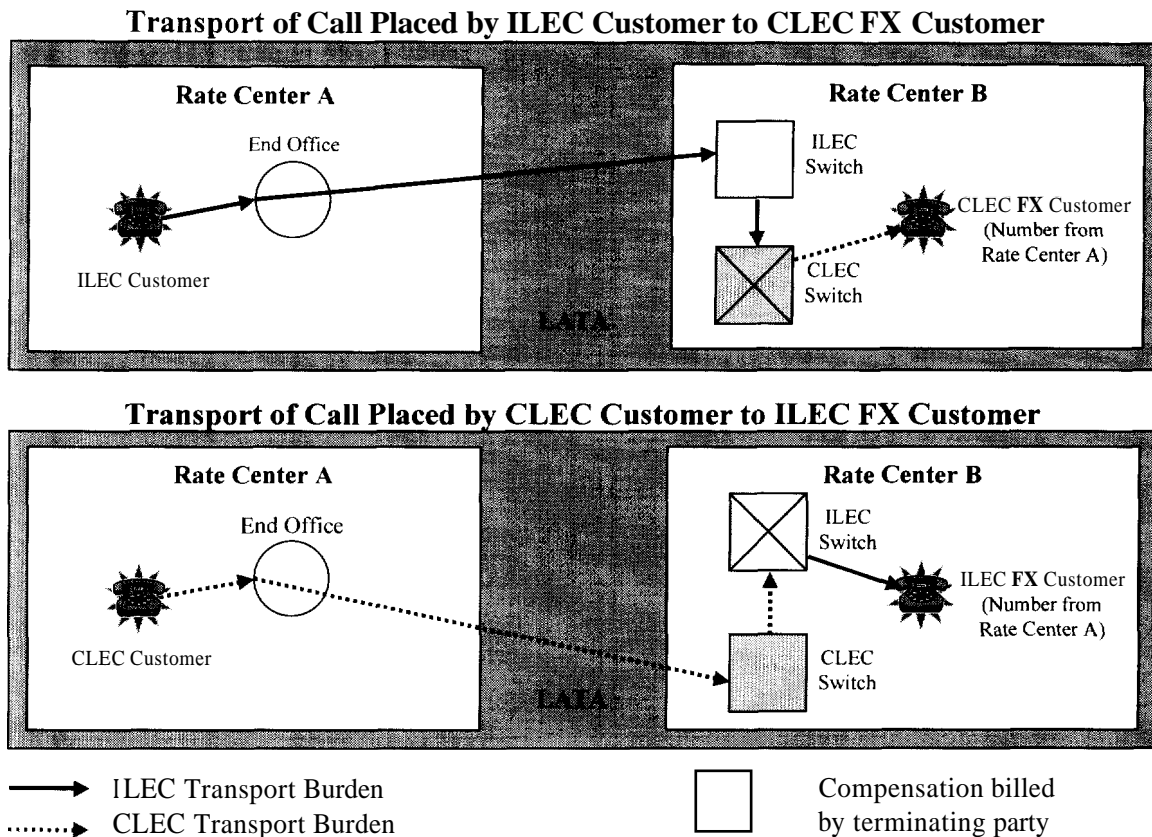 Transport of Call Placed by ILEC Customer to CLEC FX Customer
Rate Center A
End Office
ILEC Customer
LATA
Rate Center B
ILEC
Switch
CLEC
Switch
CLEC FX Customer
(Number from
Rate Center A)
Transport of Call Placed by CLEC Customer to ILEC FX Customer
Rate Center A
End Office
CLEC Customer
LATA
Rate Center B
ILEC
Switch
CLEC
Switch
ILEC FX Customer
(Number from
Rate Center A)
ILEC Transport Burden
CLEC Transport Burden
Compensation billed
by terminating party